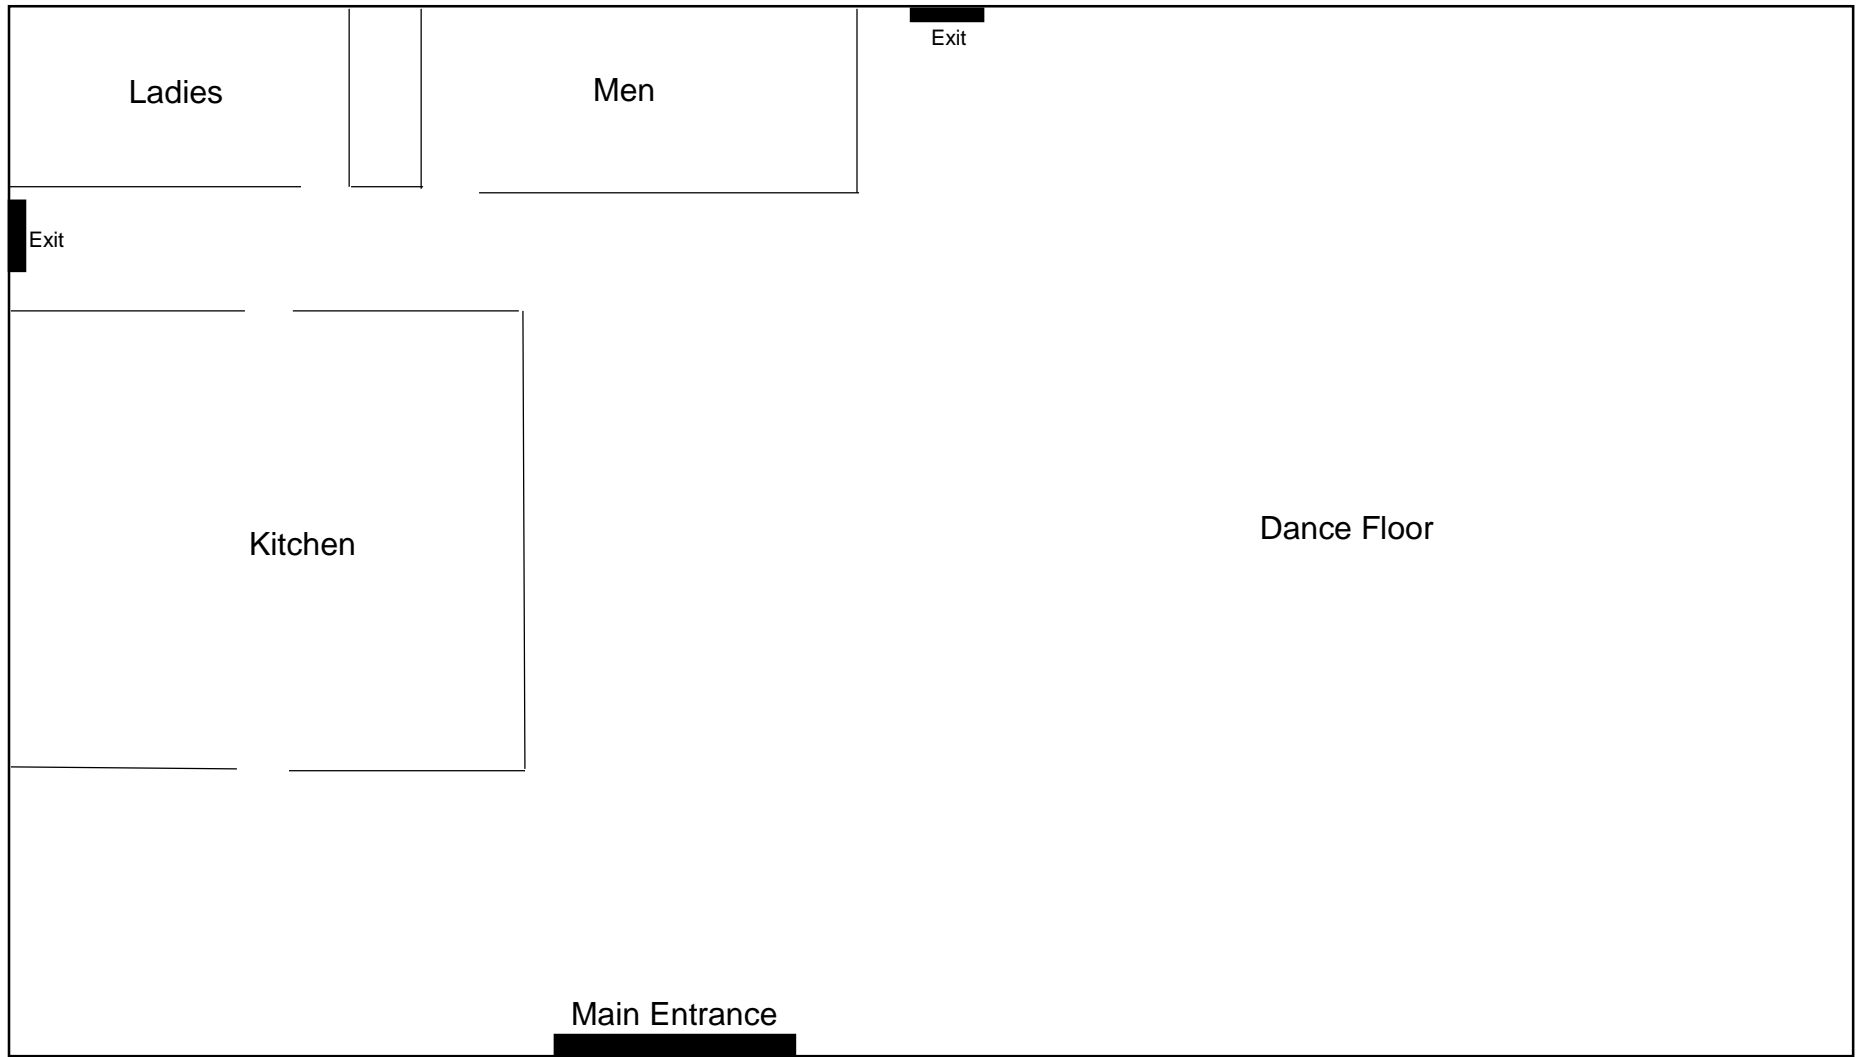 Exit
Ladies
Men
Exit
Kitchen
Dance Floor
Main Entrance